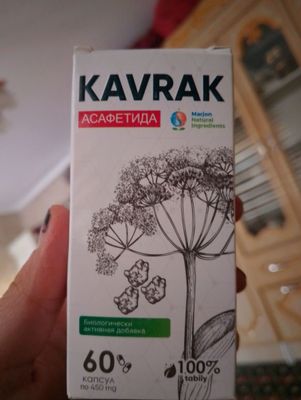 KAVRAK
АСАФЕТИДА
Marjon
Natural
Ingredients
биологически
активная добавка
60
капсул
по 450 mg
100%
tabiiy